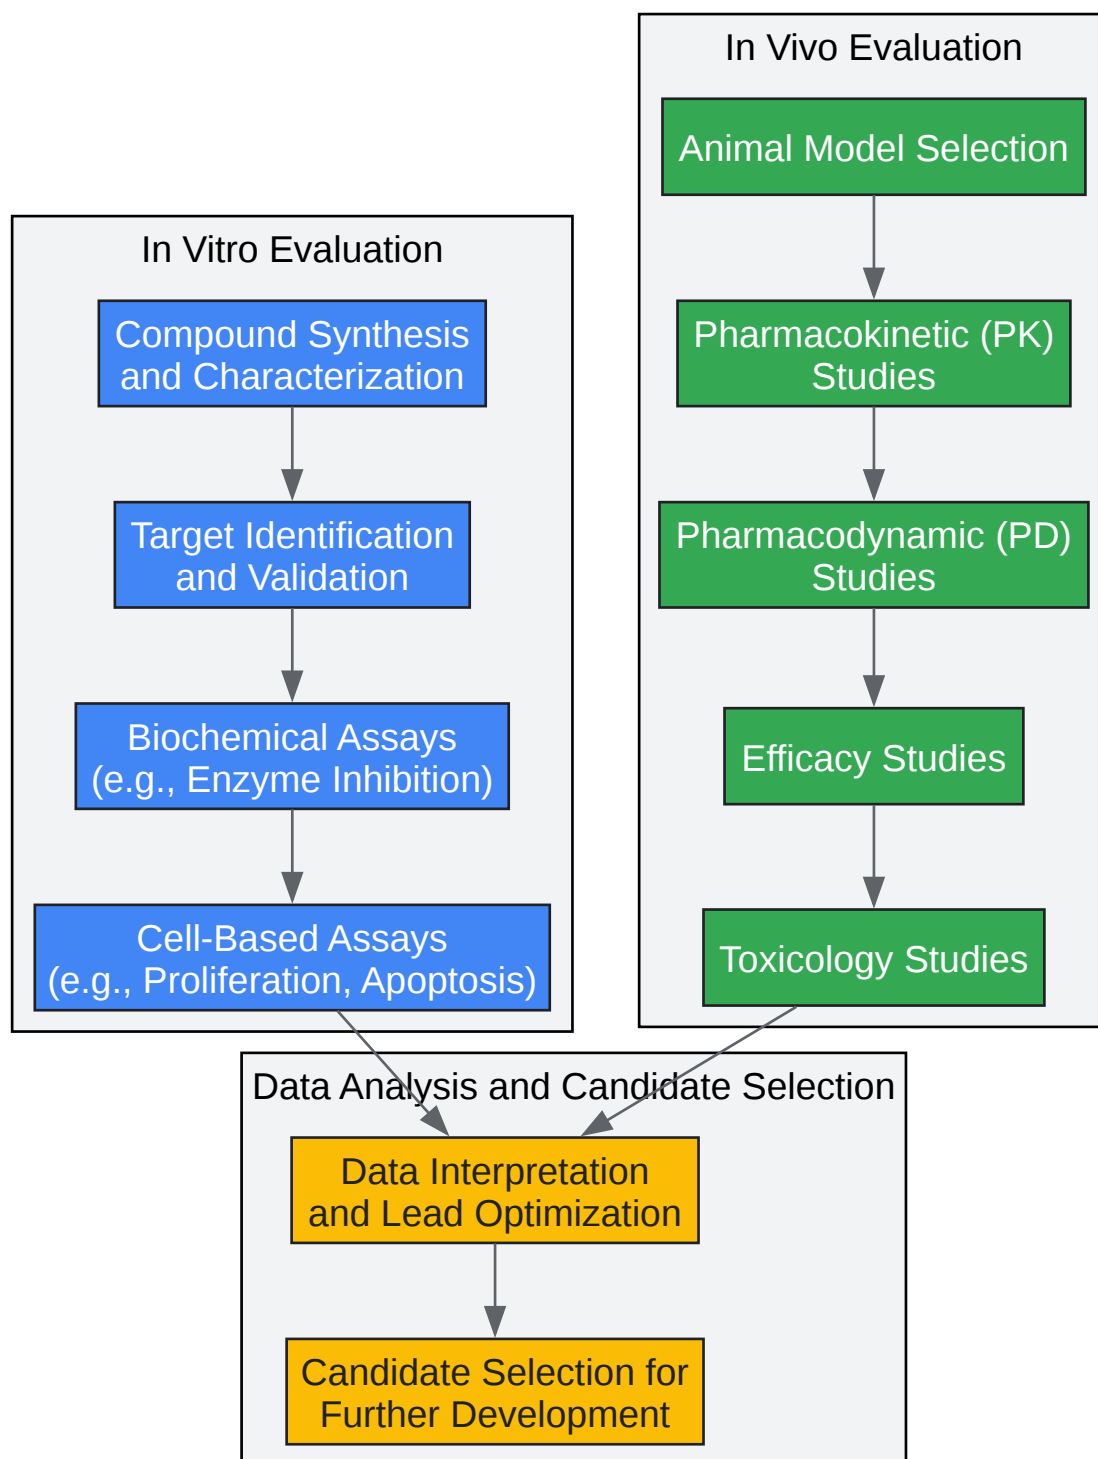 In Vitro Evaluation
Compound Synthesis
and Characterization
Target Identification
and Validation
Biochemical Assays
(e.g., Enzyme Inhibition)
Cell-Based Assays
(e.g., Proliferation, Apoptosis)
In Vivo Evaluation
Animal Model Selection
Pharmacokinetic (PK)
Studies
Pharmacodynamic (PD)
Studies
Efficacy Studies
Toxicology Studies
Data Analysis and Candidate Selection
Data Interpretation
and Lead Optimization
Candidate Selection for
Further Development